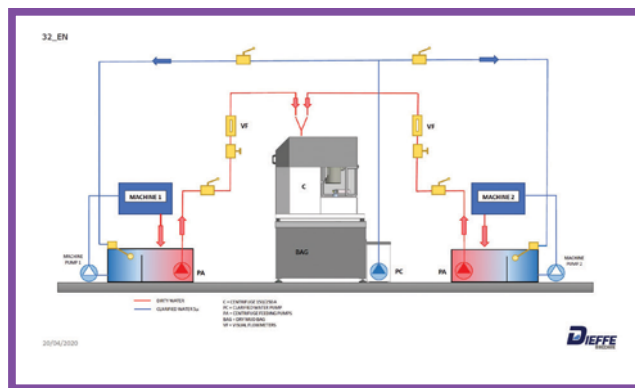 32_EN
VF
VF
C
MACHINE 1
MACHINE 2
BAG
MACHINE
PUMP 1
PA
PC
PA
MACHINE
PUMP 2
DIRTY WATER
CLARIFIED WATER
C = CENTRIFUGE
PC = CLARIFIED WATER PUMP
PA = CENTRIFUGE FEEDING PUMPS
BAG = DRY MUD BAG
VF = VISUAL FLOWMETERS
20/04/2020
DIEFFE